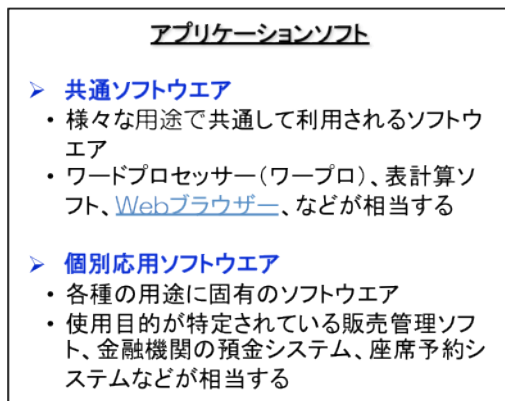 アプリケーションソフト
➢ 共通ソフトウエア
・様々な用途で共通して利用されるソフトウ
エア
・ワードプロセッサー（ワープロ）、表計算ソ
フト、Webブラウザー、などが相当する
➢ 個別応用ソフトウエア
・各種の用途に固有のソフトウエア
・使用目的が特定されている販売管理ソフ
ト、金融機関の預金システム、座席予約シ
ステムなどが相当する